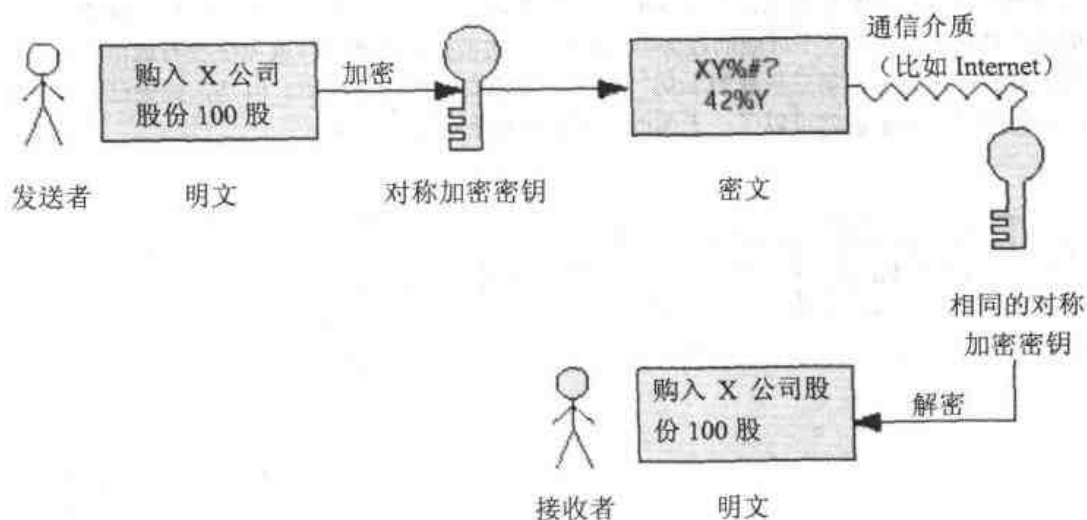 通信介质
（比如 Internet）
购入 X 公司
股份 100 股
加密
XY%#?
42%Y
发送者
明文
对称加密密钥
密文
相同的对称
加密密钥
购入 X 公司股
份 100 股
解密
接收者
明文